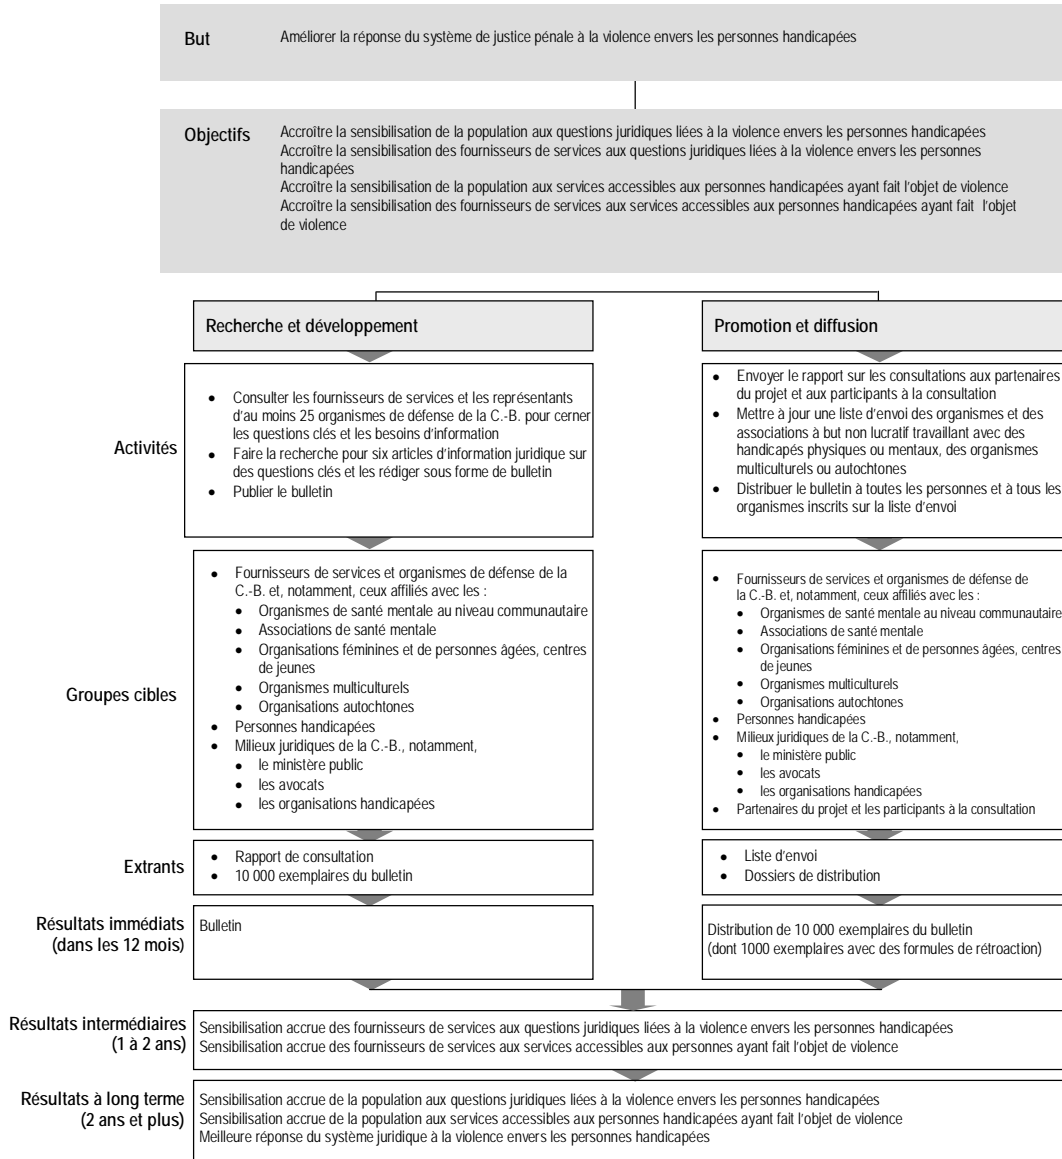 But
Améliorer la réponse du système de justice pénale à la violence envers les personnes handicapées
Objectifs
Accroître la sensibilisation de la population aux questions juridiques liées à la violence envers les personnes handicapées
Accroître la sensibilisation des fournisseurs de services aux questions juridiques liées à la violence envers les personnes
handicapées
Accroître la sensibilisation de la population aux services accessibles aux personnes handicapées ayant fait l'objet de violence
Accroître la sensibilisation des fournisseurs de services aux services accessibles aux personnes handicapées ayant fait l'objet
de violence
Recherche et développement
Promotion et diffusion
Activités
• Consulter les fournisseurs de services et les représentants
d'au moins 25 organismes de défense de la C.-B. pour cerner
les questions clés et les besoins d'information
• Faire la recherche pour six articles d'information juridique sur
des questions clés et les rédiger sous forme de bulletin
• Publier le bulletin
• Envoyer le rapport sur les consultations aux partenaires
du projet et aux participants à la consultation
• Mettre à jour une liste d'envoi des organismes et des
associations à but non lucratif travaillant avec des
handicapés physiques ou mentaux, des organismes
multiculturels ou autochtones
• Distribuer le bulletin à toutes les personnes et à tous les
organismes inscrits sur la liste d'envoi
Groupes cibles
• Fournisseurs de services et organismes de défense de la
C.-B. et, notamment, ceux affiliés avec les :
• Organismes de santé mentale au niveau communautaire
• Associations de santé mentale
• Organisations féminines et de personnes âgées, centres
de jeunes
• Organismes multiculturels
• Organisations autochtones
• Personnes handicapées
• Milieux juridiques de la C.-B., notamment,
• le ministère public
• les avocats
• les organisations handicapées
• Fournisseurs de services et organismes de défense de
la C.-B. et, notamment, ceux affiliés avec les :
• Organismes de santé mentale au niveau communautaire
• Associations de santé mentale
• Organisations féminines et de personnes âgées, centres
de jeunes
• Organismes multiculturels
• Organisations autochtones
• Personnes handicapées
• Milieux juridiques de la C.-B., notamment,
• le ministère public
• les avocats
• les organisations handicapées
• Partenaires du projet et les participants à la consultation
Extrants
• Rapport de consultation
• 10 000 exemplaires du bulletin
• Liste d'envoi
• Dossiers de distribution
Résultats immédiats
(dans les 12 mois)
Bulletin
Distribution de 10 000 exemplaires du bulletin
(dont 1000 exemplaires avec des formules de rétroaction)
Résultats intermédiaires
(1 à 2 ans)
Sensibilisation accrue des fournisseurs de services aux questions juridiques liées à la violence envers les personnes handicapées
Sensibilisation accrue des fournisseurs de services aux services accessibles aux personnes ayant fait l'objet de violence
Résultats à long terme
(2 ans et plus)
Sensibilisation accrue de la population aux questions juridiques liées à la violence envers les personnes handicapées
Sensibilisation accrue de la population aux services accessibles aux personnes handicapées ayant fait l'objet de violence
Meilleure réponse du système juridique à la violence envers les personnes handicapées